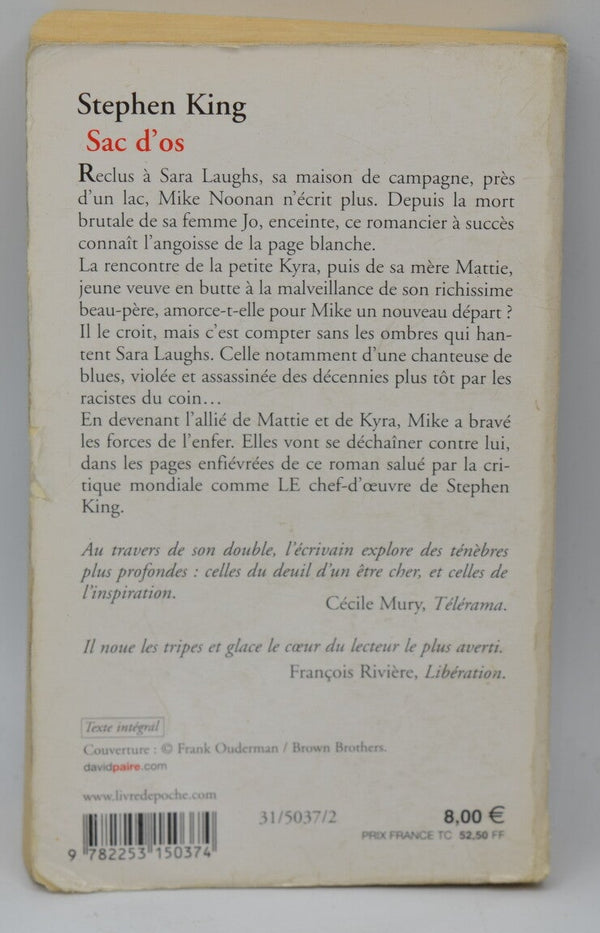 Stephen King
Sac d'os
Reclus à Sara Laughs, sa maison de campagne, près
d'un lac, Mike Noonan n'écrit plus. Depuis la mort
brutale de sa femme Jo, enceinte, ce romancier à succès
connaît l'angoisse de la page blanche.
La rencontre de la petite Kyra, puis de sa mère Mattie,
jeune veuve en butte à la malveillance de son richissime
beau-père, amorce-t-elle pour Mike un nouveau départ ?
Il le croit, mais c'est compter sans les ombres qui han-
tent Sara Laughs. Celle notamment d'une chanteuse de
blues, violée et assassinée des décennies plus tôt par les
racistes du coin…
En devenant l'allié de Mattie et de Kyra, Mike a bravé
les forces de l'enfer. Elles vont se déchaîner contre lui,
dans les pages enfiévrées de ce roman salué par la cri-
tique mondiale comme LE chef-d'œuvre de Stephen
King.
Au travers de son double, l'écrivain explore des ténèbres
plus profondes : celles du deuil d'un être cher, et celles de
l'inspiration.
Cécile Mury, Télérama.
Il noue les tripes et glace le cœur du lecteur le plus averti.
François Rivière, Libération.
Texte intégral
Couverture : © Frank Ouderman / Brown Brothers.
davidpaire.com
www.livredepoche.com
31/5037/2
8,00 €
PRIX FRANCE TC 52,50 FF
9 782253 150374